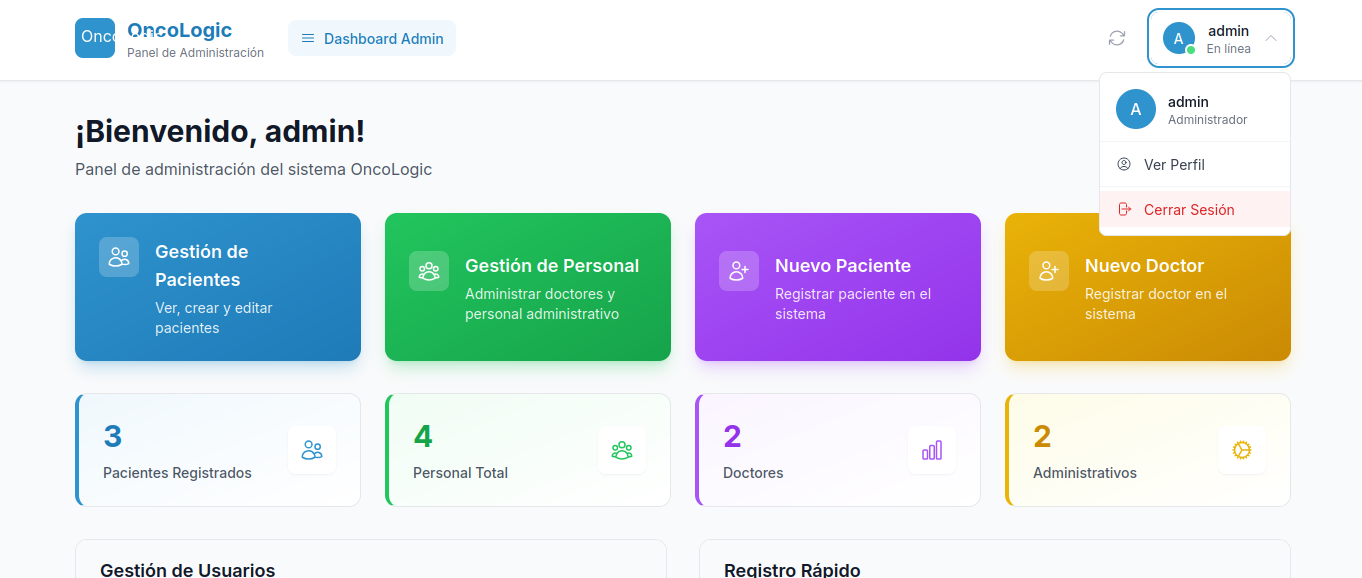 Onco
OncoLogic
Panel de Administración
Dashboard Admin
A
admin
En línea
A
admin
Administrador
Ver Perfil
Cerrar Sesión
¡Bienvenido, admin!
Panel de administración del sistema OncoLogic
Gestión de
Pacientes
Ver, crear y editar
pacientes
Gestión de Personal
Administrar doctores y
personal administrativo
Nuevo Paciente
Registrar paciente en el
sistema
Nuevo Doctor
Registrar doctor en el
sistema
3
Pacientes Registrados
4
Personal Total
2
Doctores
2
Administrativos
Gestión de Usuarios
Registro Rápido